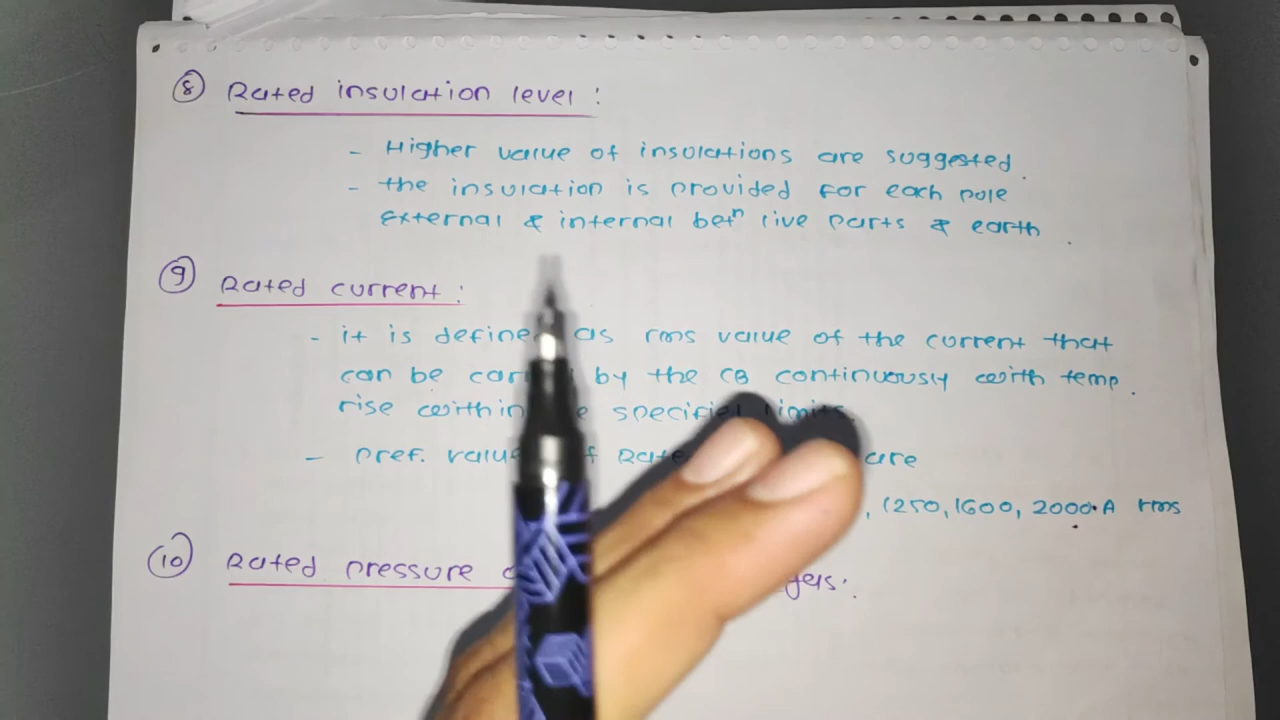 8 Rated insulation level :
- Higher value of insulations are suggested.
- the insulation is provided for each pole
External & internal betn live parts & earth .
9 Rated current :
- it is define as rms value of the current that
can be by the CB continuously with temp.
rise within specified limits.
- pref. are
, 1250, 1600, 2000 A rms
10 Rated pressure